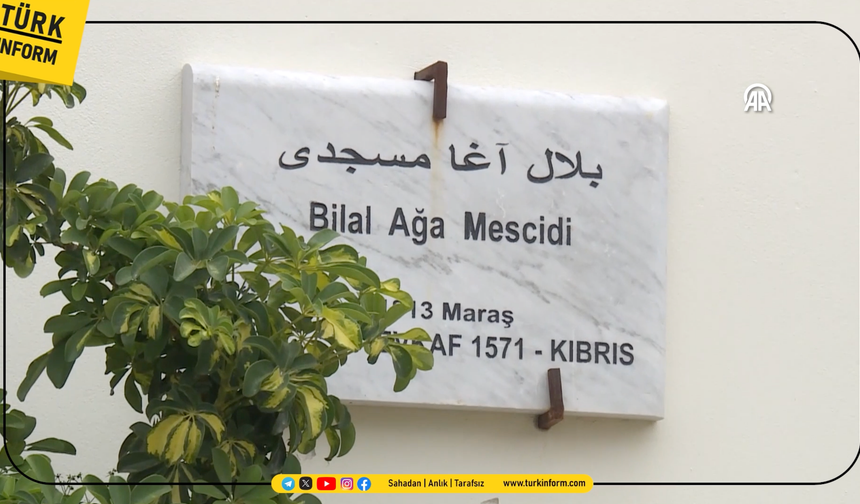 TÜRK
INFORM
AA
بلال آغا مسجدى
Bilal Ağa Mescidi
13 Maraş
1571 - KIBRIS
Sahadan | Anlık | Tarafsız www.turkinform.com